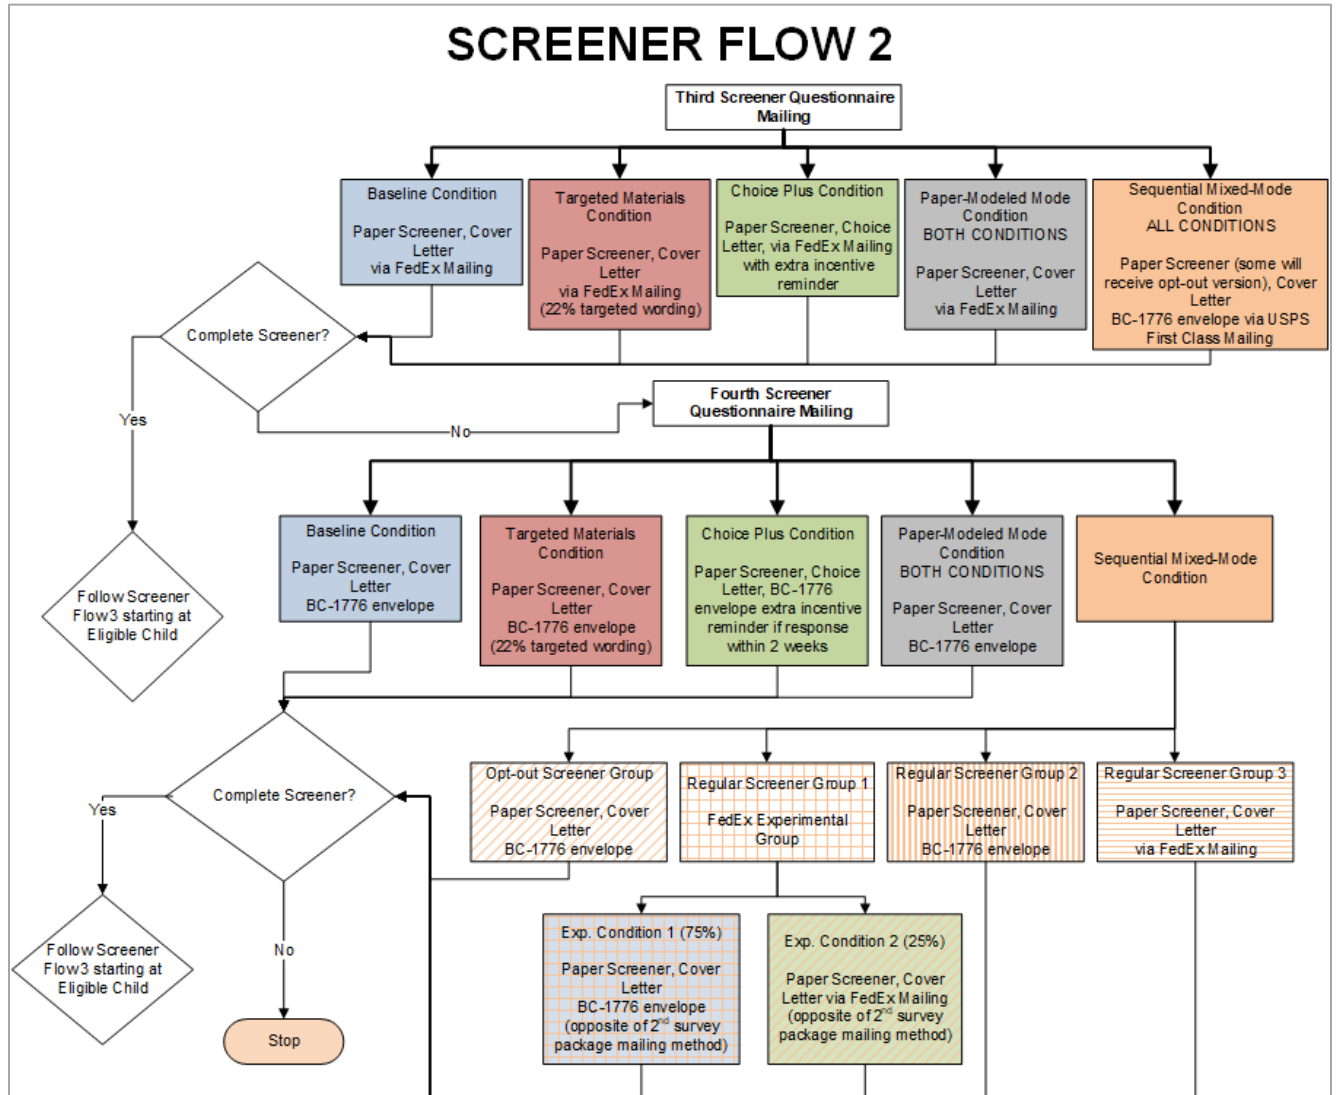 SCREENER FLOW 2
Third Screener Questionnaire
Mailing
Baseline Condition
Paper Screener, Cover
Letter
via FedEx Mailing
Targeted Materials
Condition
Paper Screener, Cover
Letter
via FedEx Mailing
(22% targeted wording)
Choice Plus Condition
Paper Screener, Choice
Letter, via FedEx Mailing
with extra incentive
reminder
Paper-Modeled Mode
Condition
BOTH CONDITIONS
Paper Screener, Cover
Letter
via FedEx Mailing
Sequential Mixed-Mode
Condition
ALL CONDITIONS
Paper Screener (some will
receive opt-out version), Cover
Letter
BC-1776 envelope via USPS
First Class Mailing
Complete Screener?
Yes
No
Fourth Screener
Questionnaire Mailing
Follow Screener
Flow3 starting at
Eligible Child
Baseline Condition
Paper Screener, Cover
Letter
BC-1776 envelope
Targeted Materials
Condition
Paper Screener, Cover
Letter
BC-1776 envelope
(22% targeted wording)
Choice Plus Condition
Paper Screener, Choice
Letter, BC-1776
envelope extra incentive
reminder if response
within 2 weeks
Paper-Modeled Mode
Condition
BOTH CONDITIONS
Paper Screener, Cover
Letter
BC-1776 envelope
Sequential Mixed-Mode
Condition
Complete Screener?
Yes
No
Follow Screener
Flow3 starting at
Eligible Child
Stop
Opt-out Screener Group
Paper Screener, Cover
Letter
BC-1776 envelope
Regular Screener Group 1
FedEx Experimental
Group
Regular Screener Group 2
Paper Screener, Cover
Letter
BC-1776 envelope
Regular Screener Group 3
Paper Screener, Cover
Letter
via FedEx Mailing
Exp. Condition 1 (75%)
Paper Screener, Cover
Letter
BC-1776 envelope
(opposite of 2nd survey
package mailing method)
Exp. Condition 2 (25%)
Paper Screener, Cover
Letter via FedEx Mailing
(opposite of 2nd survey
package mailing method)